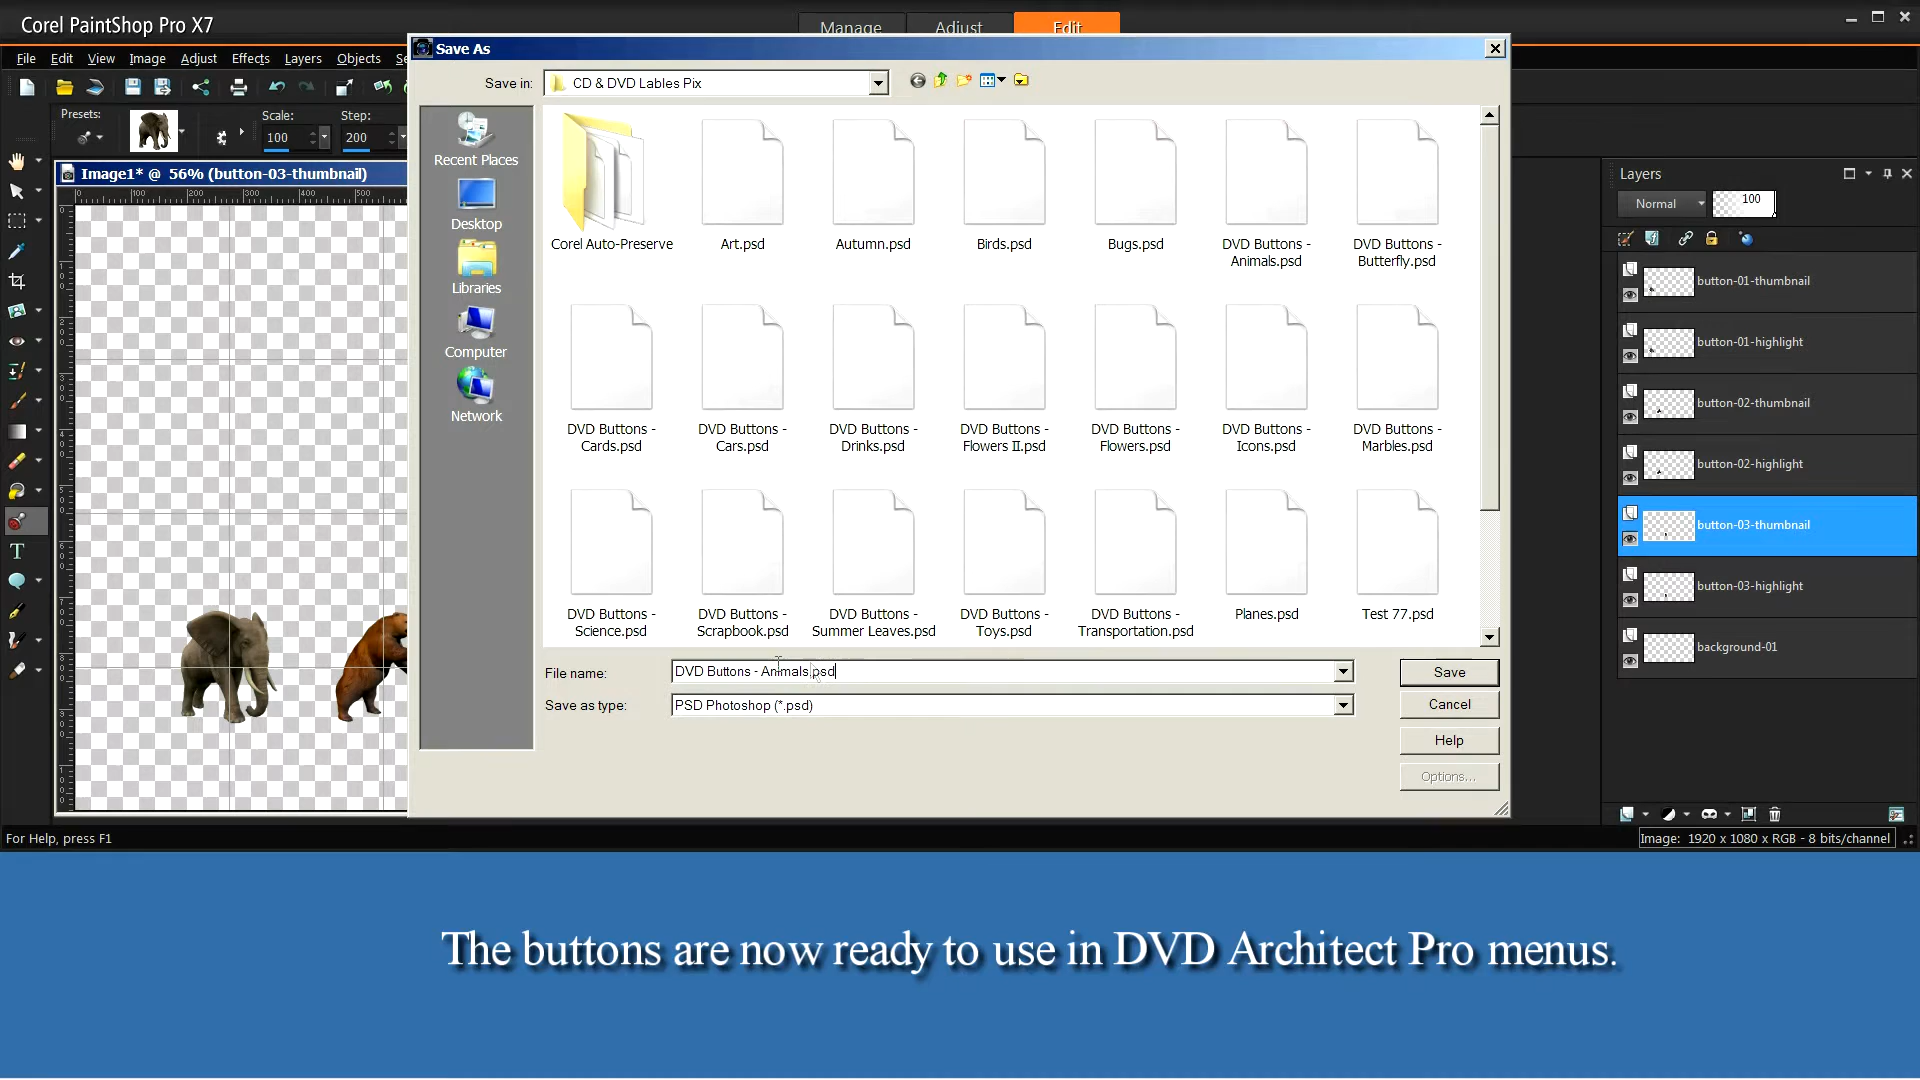 Corel PaintShop Pro X7
Manage
Adjust
Edit
File Edit View Image Adjust Effects Layers Objects Se
Presets:
Scale:
100
Step:
200
Image1* @ 56% (button-03-thumbnail)
Save As
Save in:
CD & DVD Lables Pix
Recent Places
Desktop
Libraries
Computer
Network
Corel Auto-Preserve
Art.psd
Autumn.psd
Birds.psd
Bugs.psd
DVD Buttons -
Animals.psd
DVD Buttons -
Butterfly.psd
DVD Buttons -
Cards.psd
DVD Buttons -
Cars.psd
DVD Buttons -
Drinks.psd
DVD Buttons -
Flowers II.psd
DVD Buttons -
Flowers.psd
DVD Buttons -
Icons.psd
DVD Buttons -
Marbles.psd
DVD Buttons -
Science.psd
DVD Buttons -
Scrapbook.psd
DVD Buttons -
Summer Leaves.psd
DVD Buttons -
Toys.psd
DVD Buttons -
Transportation.psd
Planes.psd
Test 77.psd
File name:
DVD Buttons - Animals.psd
Save as type:
PSD Photoshop (*.psd)
Save
Cancel
Help
Options...
Layers
Normal
100
button-01-thumbnail
button-01-highlight
button-02-thumbnail
button-02-highlight
button-03-thumbnail
button-03-highlight
background-01
For Help, press F1
Image: 1920 x 1080 x RGB - 8 bits/channel
The buttons are now ready to use in DVD Architect Pro menus.